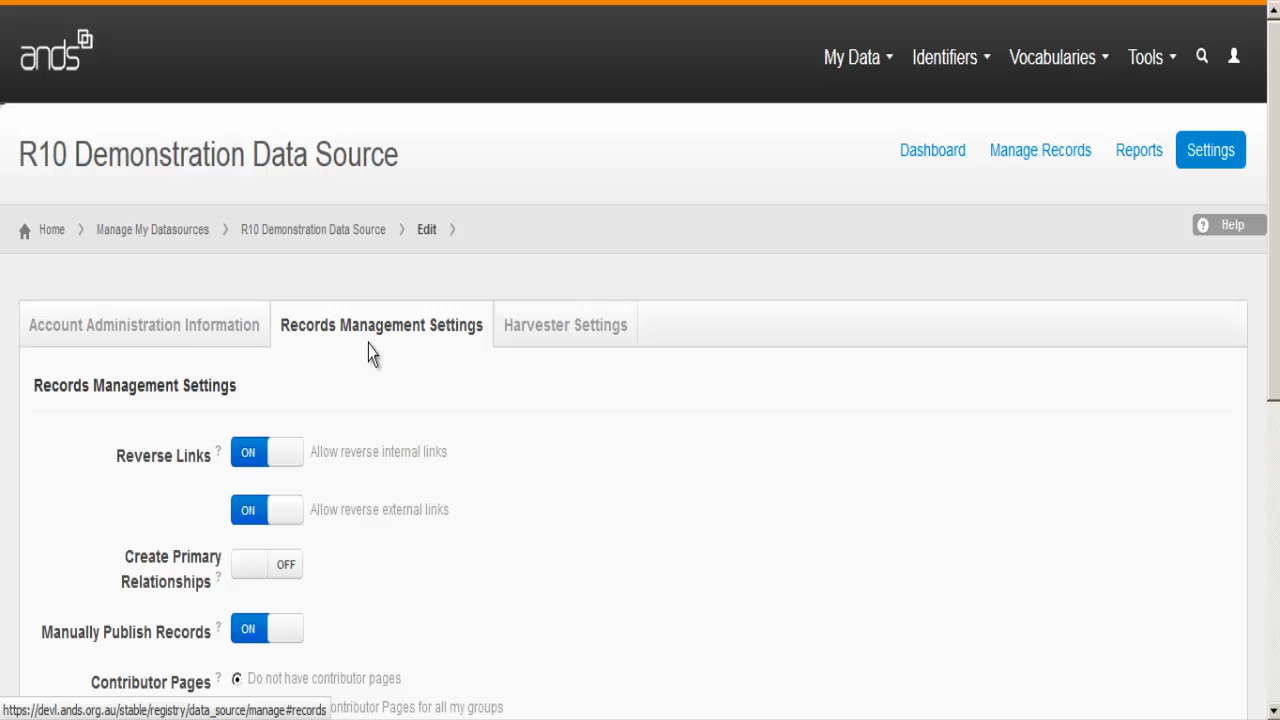 ands
My Data Identifiers Vocabularies Tools
R10 Demonstration Data Source
Dashboard Manage Records Reports Settings
Home Manage My Datasources R10 Demonstration Data Source Edit
? Help
Account Administration Information Records Management Settings Harvester Settings
Records Management Settings
Reverse Links ? ON Allow reverse internal links
ON Allow reverse external links
Create Primary Relationships ? OFF
Manually Publish Records ? ON
Contributor Pages ? Do not have contributor pages
https://devl.ands.org.au/stable/registry/data_source/manage#records ontributor Pages for all my groups